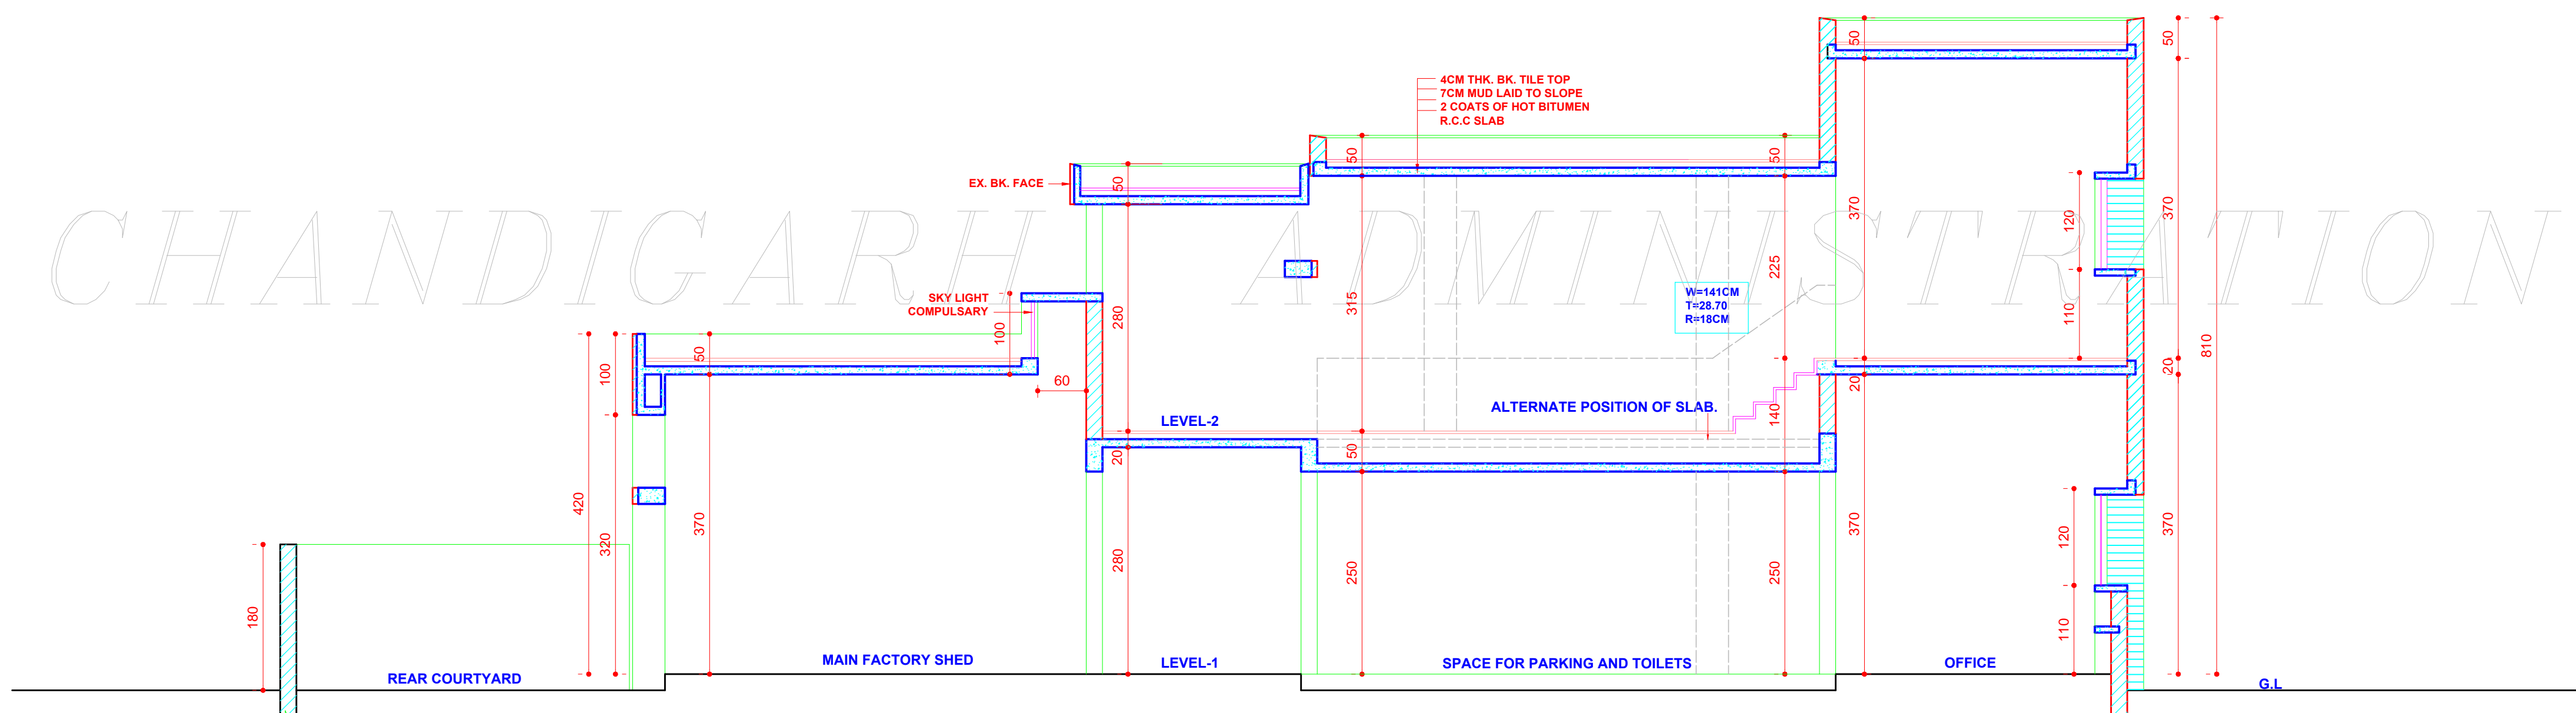 CHANDIGARH ADMINISTRATION
4CM THK. BK. TILE TOP
7CM MUD LAID TO SLOPE
2 COATS OF HOT BITUMEN
R.C.C SLAB
EX. BK. FACE
SKY LIGHT
COMPULSARY
W=141CM
T=28.70
R=18CM
LEVEL-2
ALTERNATE POSITION OF SLAB.
REAR COURTYARD
MAIN FACTORY SHED
LEVEL-1
SPACE FOR PARKING AND TOILETS
OFFICE
G.L
180
420
100
320
50
370
100
60
50
280
20
280
50
315
50
250
50
225
140
250
50
370
20
370
120
110
120
110
50
370
20
370
810